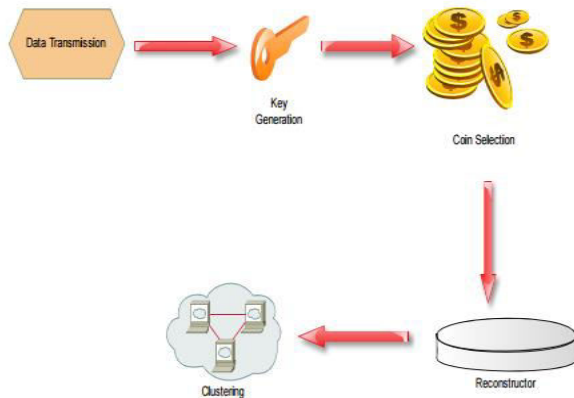 Data Transmission
Key
Generation
Coin Selection
Reconstructor
Clustering